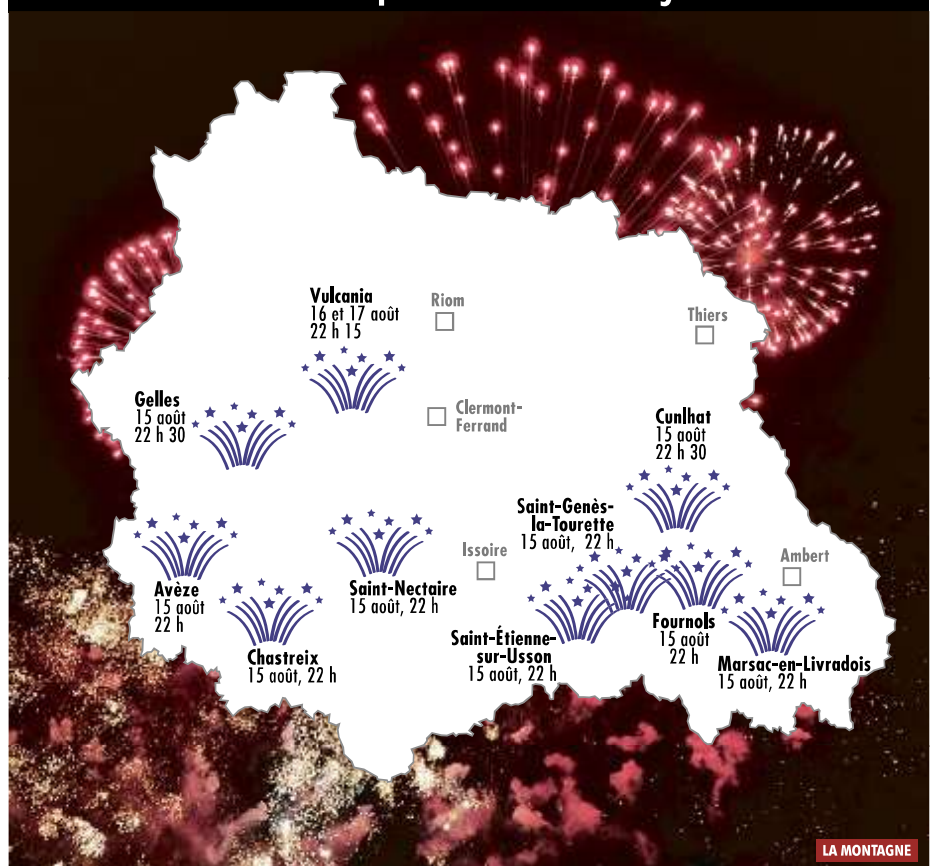 Vulcania
16 et 17 août
22 h 15
Riom
Thiers
Gelles
15 août
22 h 30
Clermont-
Ferrand
Cunlhat
15 août
22 h 30
Saint-Genès-
la-Tourette
15 août, 22 h
Issoire
Ambert
Avèze
15 août
22 h
Saint-Nectaire
15 août, 22 h
Chastreix
15 août, 22 h
Saint-Étienne-
sur-Usson
15 août, 22 h
Fournols
15 août
22 h
Marsac-en-Livradois
15 août, 22 h
LA MONTAGNE